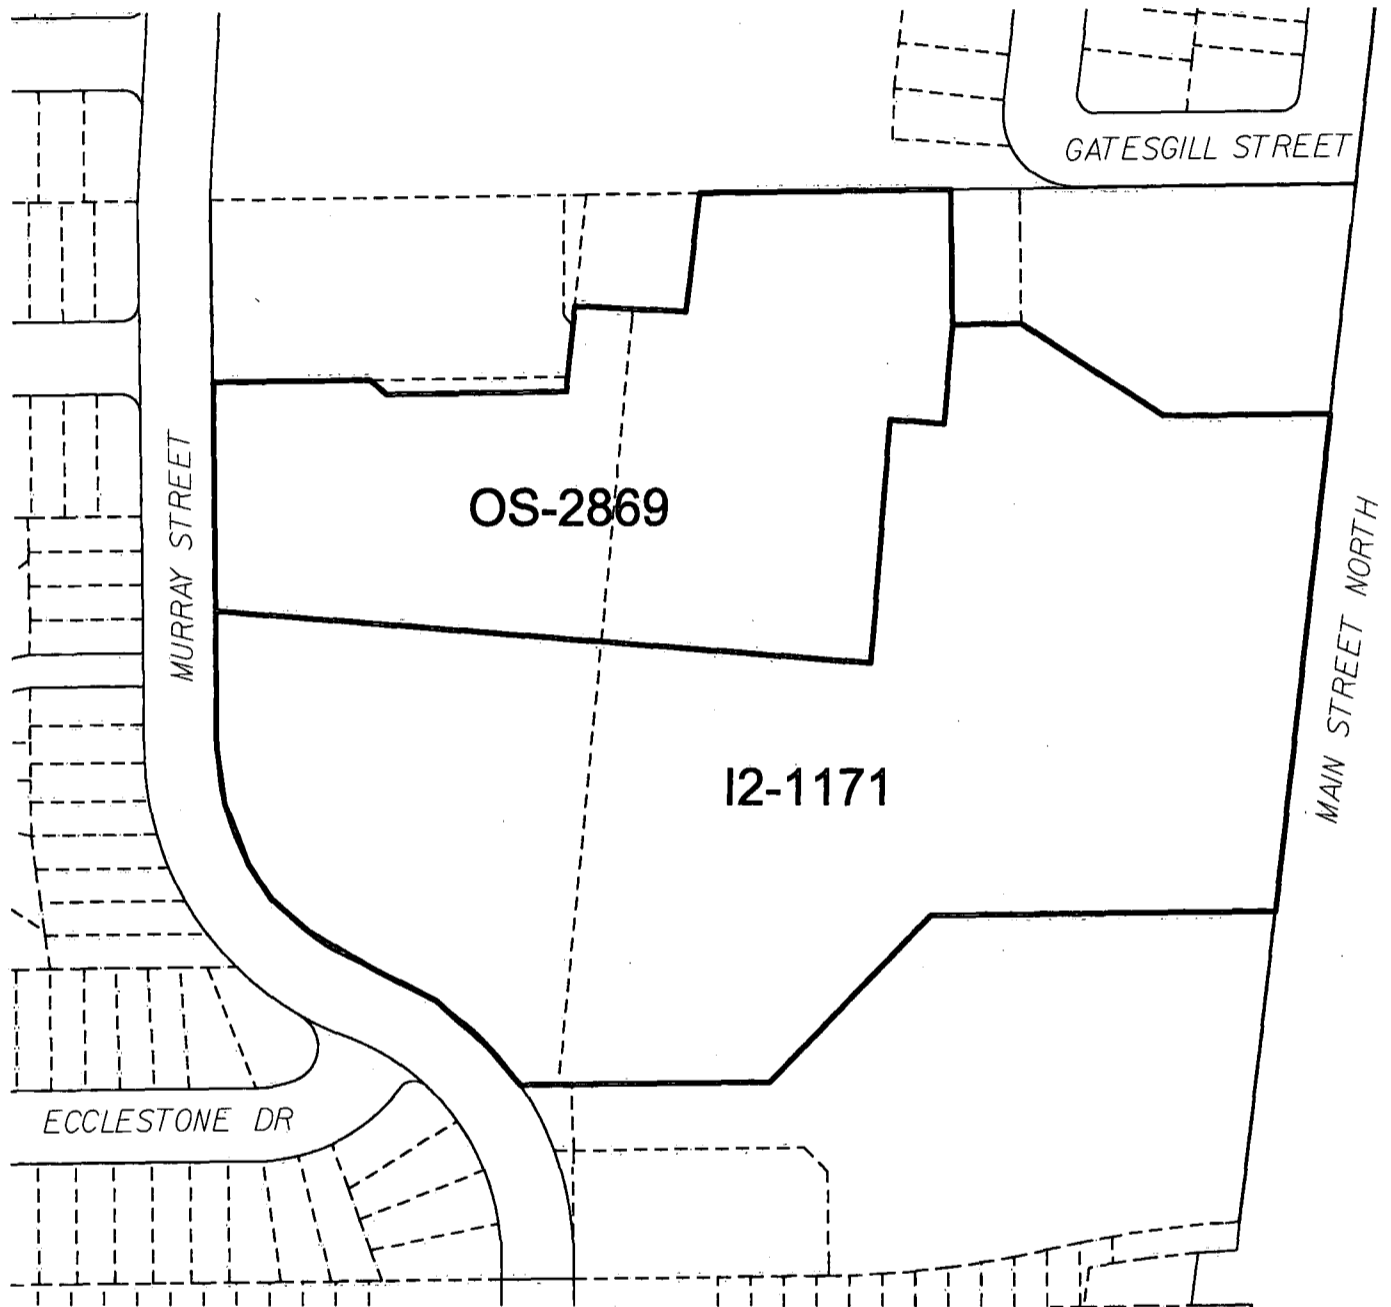 GATESGILL STREET
MURRAY STREET
OS-2869
MAIN STREET NORTH
I2-1171
ECCLESTONE DR